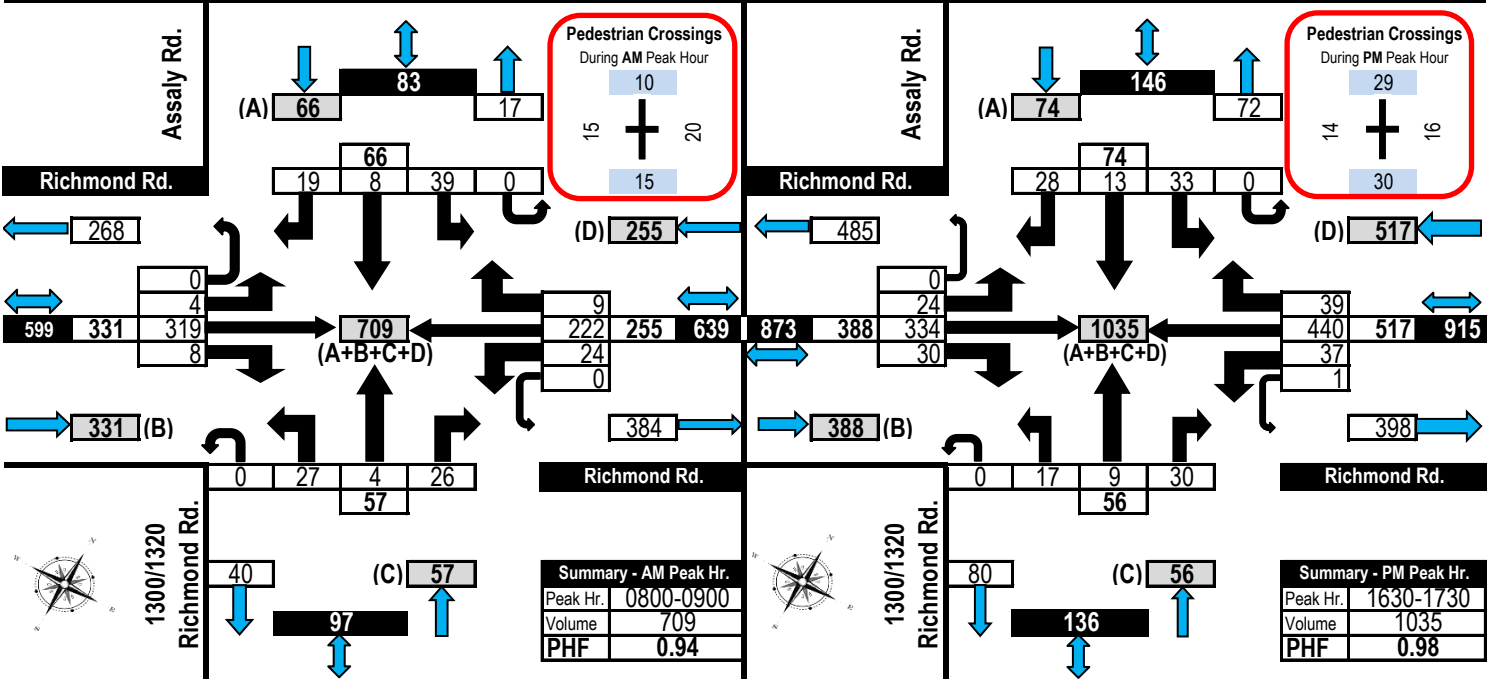 Assaly Rd.
Richmond Rd.
(A) 66
83
17
Pedestrian Crossings
During AM Peak Hour
10
15 20
15
66
19 8 39 0
268
(D) 255
0
4
599 331 319
8
709
(A+B+C+D)
9
222 255 639
24
0
331 (B)
384
0 27 4 26
57
Richmond Rd.
1300/1320
Richmond Rd.
N
W
E
S
40
(C) 57
97
Summary - AM Peak Hr.
Peak Hr. 0800-0900
Volume 709
PHF 0.94
Assaly Rd.
Richmond Rd.
(A) 74
146
72
Pedestrian Crossings
During PM Peak Hour
29
14 16
30
74
28 13 33 0
485
(D) 517
0
24
873 388 334
30
1035
(A+B+C+D)
39
440 517 915
37
1
388 (B)
398
0 17 9 30
56
Richmond Rd.
1300/1320
Richmond Rd.
N
W
E
S
80
(C) 56
136
Summary - PM Peak Hr.
Peak Hr. 1630-1730
Volume 1035
PHF 0.98